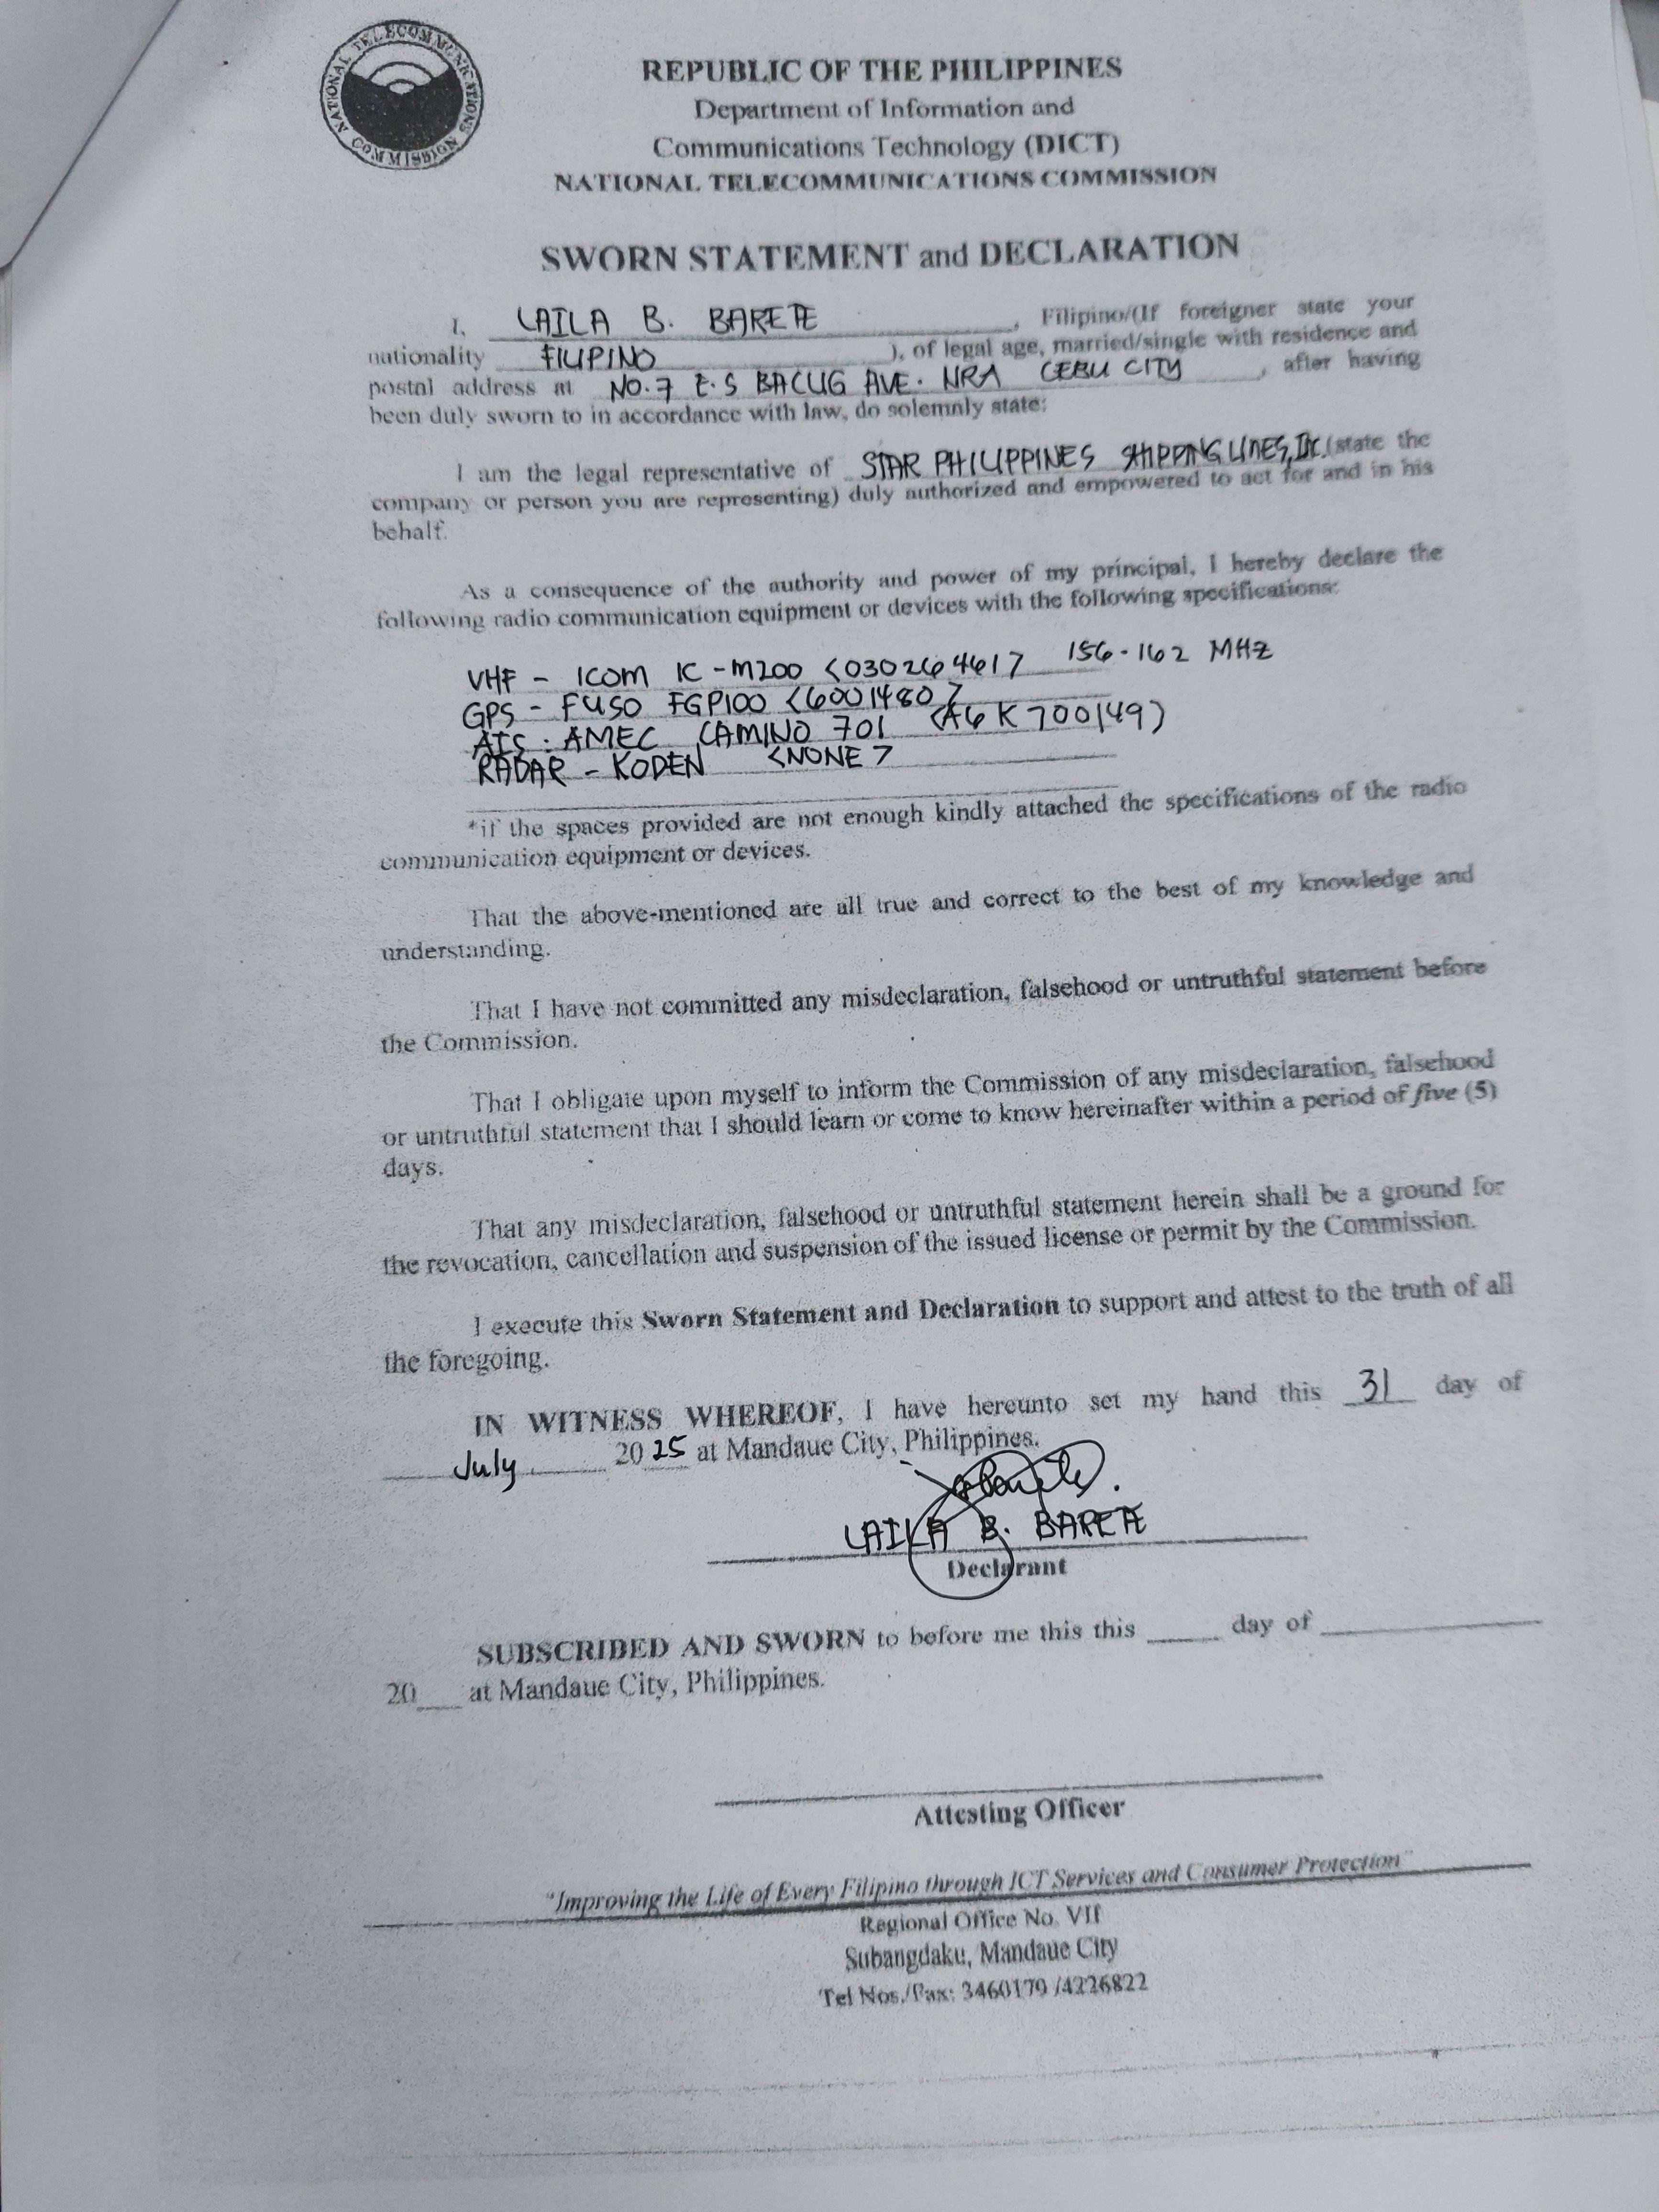 NATIONAL TELECOMMUNICATIONS COMMISSION
REPUBLIC OF THE PHILIPPINES
Department of Information and
Communications Technology (DICT)
NATIONAL TELECOMMUNICATIONS COMMISSION
SWORN STATEMENT and DECLARATION
I, LAILA B. BARETE, Filipino/(If foreigner state your
nationality FILIPINO), of legal age, married/single with residence and
postal address at NO. 7 E.S BACUG AVE. NRA CEBU CITY, after having
been duly sworn to in accordance with law, do solemnly state:
I am the legal representative of STAR PHILIPPINES SHIPPING LINES, INC. (state the
company or person you are representing) duly authorized and empowered to act for and in his
behalf.
As a consequence of the authority and power of my principal, I hereby declare the
following radio communication equipment or devices with the following specifications:
VHF - ICOM IC-M200 <030264617 156-162 MHZ
GPS - FUSO FGP100 <6001480>
AIS: AMEC CAMINO 701 (A6K700149)
RADAR - KODEN <NONE>
*if the spaces provided are not enough kindly attached the specifications of the radio
communication equipment or devices.
That the above-mentioned are all true and correct to the best of my knowledge and
understanding.
That I have not committed any misdeclaration, falsehood or untruthful statement before
the Commission.
That I obligate upon myself to inform the Commission of any misdeclaration, falsehood
or untruthful statement that I should learn or come to know hereinafter within a period of five (5)
days.
That any misdeclaration, falsehood or untruthful statement herein shall be a ground for
the revocation, cancellation and suspension of the issued license or permit by the Commission.
I execute this Sworn Statement and Declaration to support and attest to the truth of all
the foregoing.
IN WITNESS WHEREOF, I have hereunto set my hand this 31 day of
July 2025 at Mandaue City, Philippines.
LAILA B. BARETE
Declarant
SUBSCRIBED AND SWORN to before me this this ____ day of ____
20__ at Mandaue City, Philippines.
Attesting Officer
"Improving the Life of Every Filipino through ICT Services and Consumer Protection"
Regional Office No. VII
Subangdaku, Mandaue City
Tel Nos./Fax: 3460179 /4226822